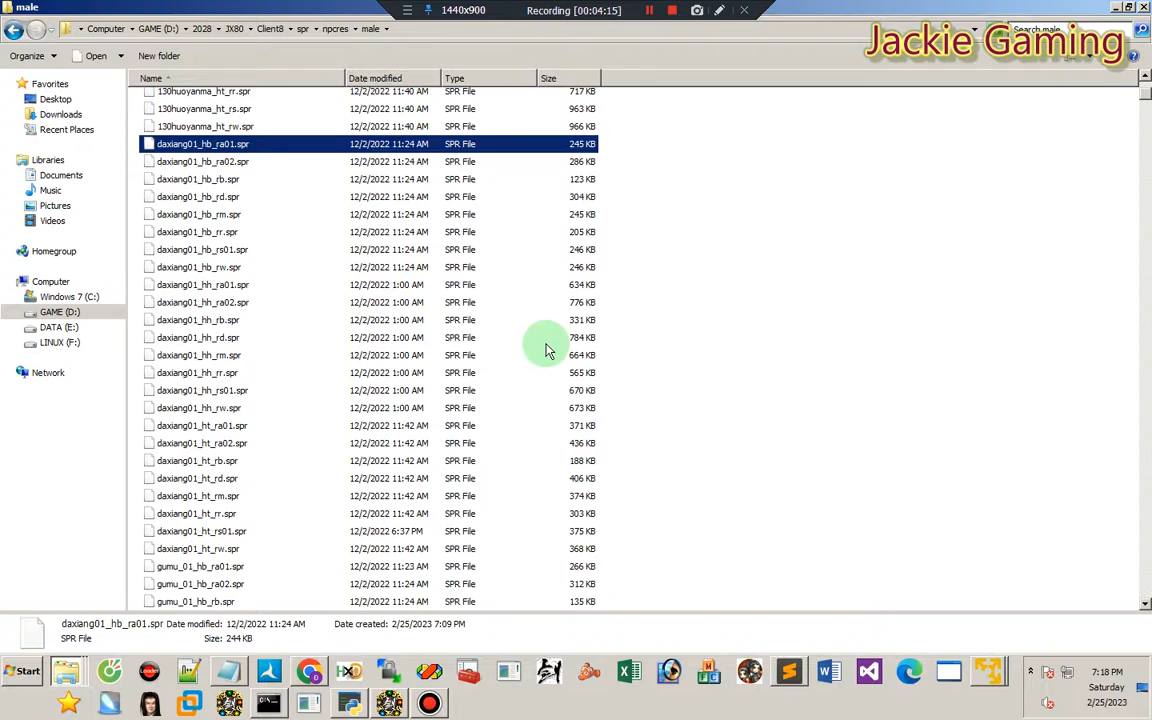 male
1440x900
Recording [00:04:15]
Computer
GAME (D:)
2028
JX80
Client8
spr
npcres
male
Search male
Jackie Gaming
Organize
Open
New folder
Name
Date modified
Type
Size
Favorites
Desktop
Downloads
Recent Places
Libraries
Documents
Music
Pictures
Videos
Homegroup
Computer
Windows 7 (C:)
GAME (D:)
DATA (E:)
LINUX (F:)
Network
130huoyanma_ht_rr.spr 12/2/2022 11:40 AM SPR File 717 KB
130huoyanma_ht_rs.spr 12/2/2022 11:40 AM SPR File 963 KB
130huoyanma_ht_rw.spr 12/2/2022 11:40 AM SPR File 966 KB
daxiang01_hb_ra01.spr 12/2/2022 11:24 AM SPR File 245 KB
daxiang01_hb_ra02.spr 12/2/2022 11:24 AM SPR File 286 KB
daxiang01_hb_rb.spr 12/2/2022 11:24 AM SPR File 123 KB
daxiang01_hb_rd.spr 12/2/2022 11:24 AM SPR File 304 KB
daxiang01_hb_rm.spr 12/2/2022 11:24 AM SPR File 245 KB
daxiang01_hb_rr.spr 12/2/2022 11:24 AM SPR File 205 KB
daxiang01_hb_rs01.spr 12/2/2022 11:24 AM SPR File 246 KB
daxiang01_hb_rw.spr 12/2/2022 11:24 AM SPR File 246 KB
daxiang01_hh_ra01.spr 12/2/2022 1:00 AM SPR File 634 KB
daxiang01_hh_ra02.spr 12/2/2022 1:00 AM SPR File 776 KB
daxiang01_hh_rb.spr 12/2/2022 1:00 AM SPR File 331 KB
daxiang01_hh_rd.spr 12/2/2022 1:00 AM SPR File 784 KB
daxiang01_hh_rm.spr 12/2/2022 1:00 AM SPR File 664 KB
daxiang01_hh_rr.spr 12/2/2022 1:00 AM SPR File 565 KB
daxiang01_hh_rs01.spr 12/2/2022 1:00 AM SPR File 670 KB
daxiang01_hh_rw.spr 12/2/2022 1:00 AM SPR File 673 KB
daxiang01_ht_ra01.spr 12/2/2022 11:42 AM SPR File 371 KB
daxiang01_ht_ra02.spr 12/2/2022 11:42 AM SPR File 436 KB
daxiang01_ht_rb.spr 12/2/2022 11:42 AM SPR File 188 KB
daxiang01_ht_rd.spr 12/2/2022 11:42 AM SPR File 406 KB
daxiang01_ht_rm.spr 12/2/2022 11:42 AM SPR File 374 KB
daxiang01_ht_rr.spr 12/2/2022 11:42 AM SPR File 303 KB
daxiang01_ht_rs01.spr 12/2/2022 6:37 PM SPR File 375 KB
daxiang01_ht_rw.spr 12/2/2022 11:42 AM SPR File 368 KB
gumu_01_hb_ra01.spr 12/2/2022 11:23 AM SPR File 266 KB
gumu_01_hb_ra02.spr 12/2/2022 11:24 AM SPR File 312 KB
gumu_01_hb_rb.spr 12/2/2022 11:24 AM SPR File 135 KB
daxiang01_hb_ra01.spr Date modified: 12/2/2022 11:24 AM Date created: 2/25/2023 7:09 PM
SPR File Size: 244 KB
Start
7:18 PM
Saturday
2/25/2023